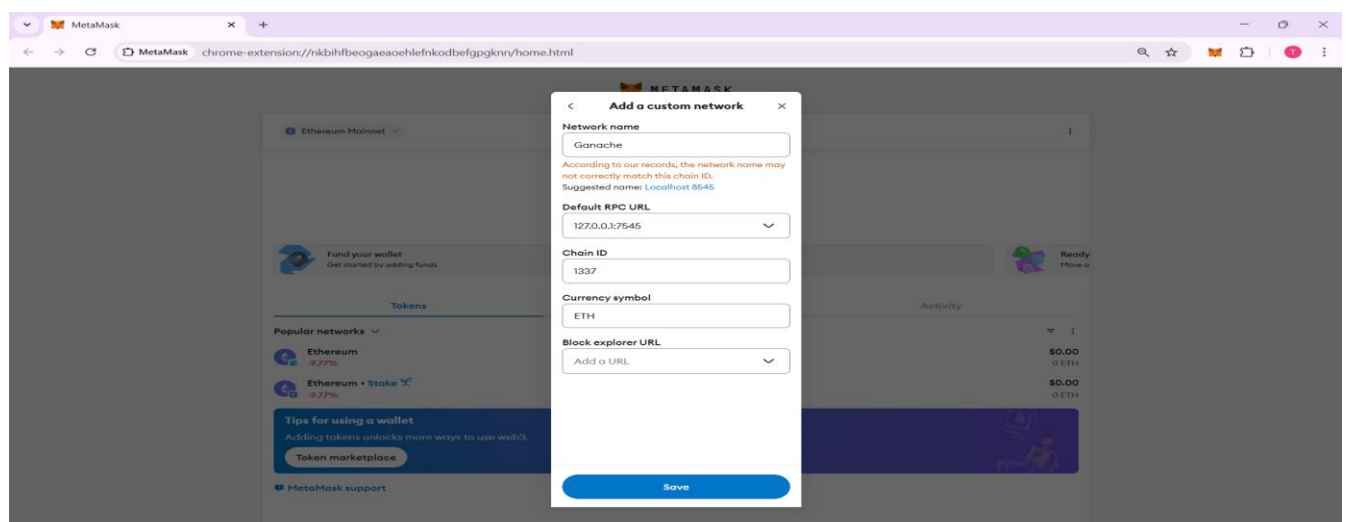 MetaMask
MetaMask chrome-extension://nkbihfbeogaeaoehlefnkodbefgpgknn/home.html
T
METAMASK
Ethereum Mainnet
Add a custom network
Network name
Ganache
According to our records, the network name may
not correctly match this chain ID.
Suggested name: Localhost 8545
Default RPC URL
127.0.0.1:7545
Chain ID
1337
Currency symbol
ETH
Block explorer URL
Add a URL
Save
Fund your wallet
Get started by adding funds
Ready
Move a
Tokens
Activity
Popular networks
Ethereum
-9.77%
$0.00
0 ETH
Ethereum • Stake
-9.77%
$0.00
0 ETH
Tips for using a wallet
Adding tokens unlocks more ways to use web3.
Token marketplace
MetaMask support